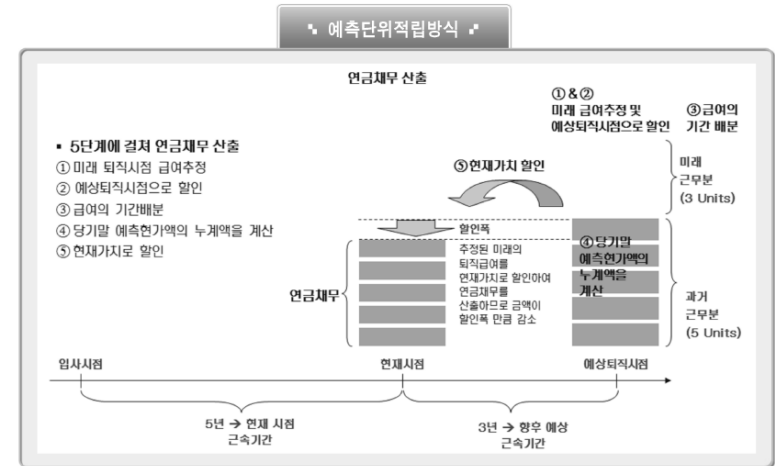 예측단위적립방식
연금채무 산출
▪ 5단계에 걸쳐 연금채무 산출
①미래 퇴직시점 급여추정
② 예상퇴직시점으로 할인
③ 급여의 기간배분
④ 당기말 예측현가액의 누계액을 계산
⑤ 현재가치로 할인
①&②
미래 급여추정 및
예상퇴직시점으로 할인
③급여의
기간 배분
⑤현재가치 할인
미래
근무분
(3 Units)
할인폭
추정된 미래의
퇴직급여를
현재가치로 할인하여
연금채무를
산출하므로 금액이
할인폭 만큼 감소
④ 당기말
예측현가액의
누계액을
계산
연금채무
과거
근무분
(5 Units)
입사시점
현재시점
예상퇴직시점
5년 → 현재 시점
근속기간
3년 → 향후 예상
근속기간